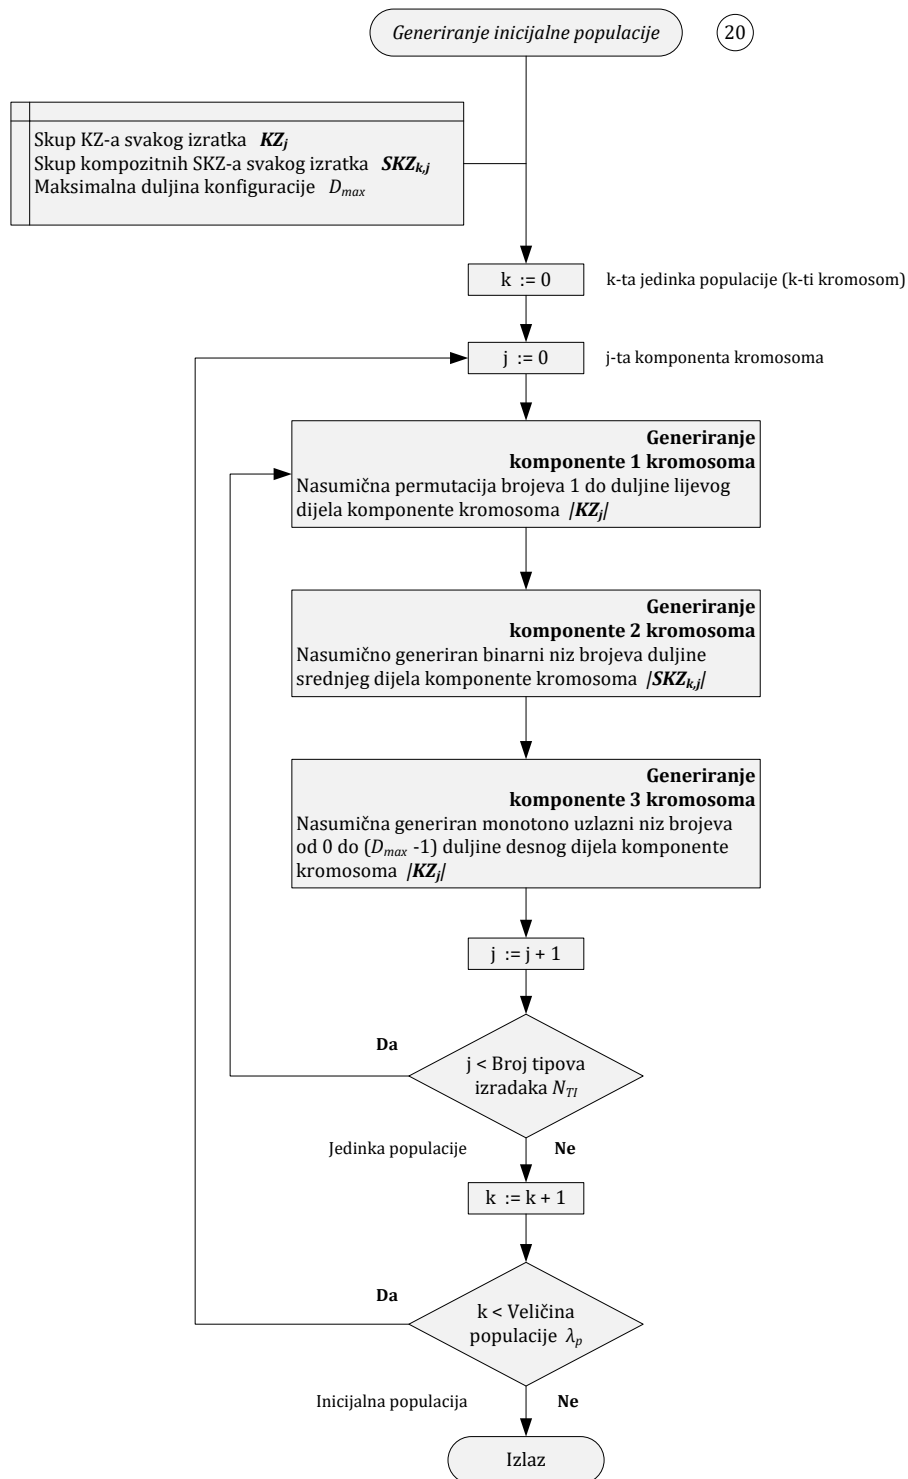 Generiranje inicijalne populacije
20
Skup KZ-a svakog izratka KZj
Skup kompozitnih SKZ-a svakog izratka SKZk,j
Maksimalna duljina konfiguracije Dmax
k := 0
k-ta jedinka populacije (k-ti kromosom)
j := 0
j-ta komponenta kromosoma
Generiranje
komponente 1 kromosoma
Nasumična permutacija brojeva 1 do duljine lijevog
dijela komponente kromosoma |KZj|
Generiranje
komponente 2 kromosoma
Nasumično generiran binarni niz brojeva duljine
srednjeg dijela komponente kromosoma |SKZk,j|
Generiranje
komponente 3 kromosoma
Nasumična generiran monotono uzlazni niz brojeva
od 0 do (Dmax -1) duljine desnog dijela komponente
kromosoma |KZj|
j := j + 1
Da
j < Broj tipova
izradaka NTI
Jedinka populacije
Ne
k := k + 1
Da
k < Veličina
populacije λp
Inicijalna populacija
Ne
Izlaz